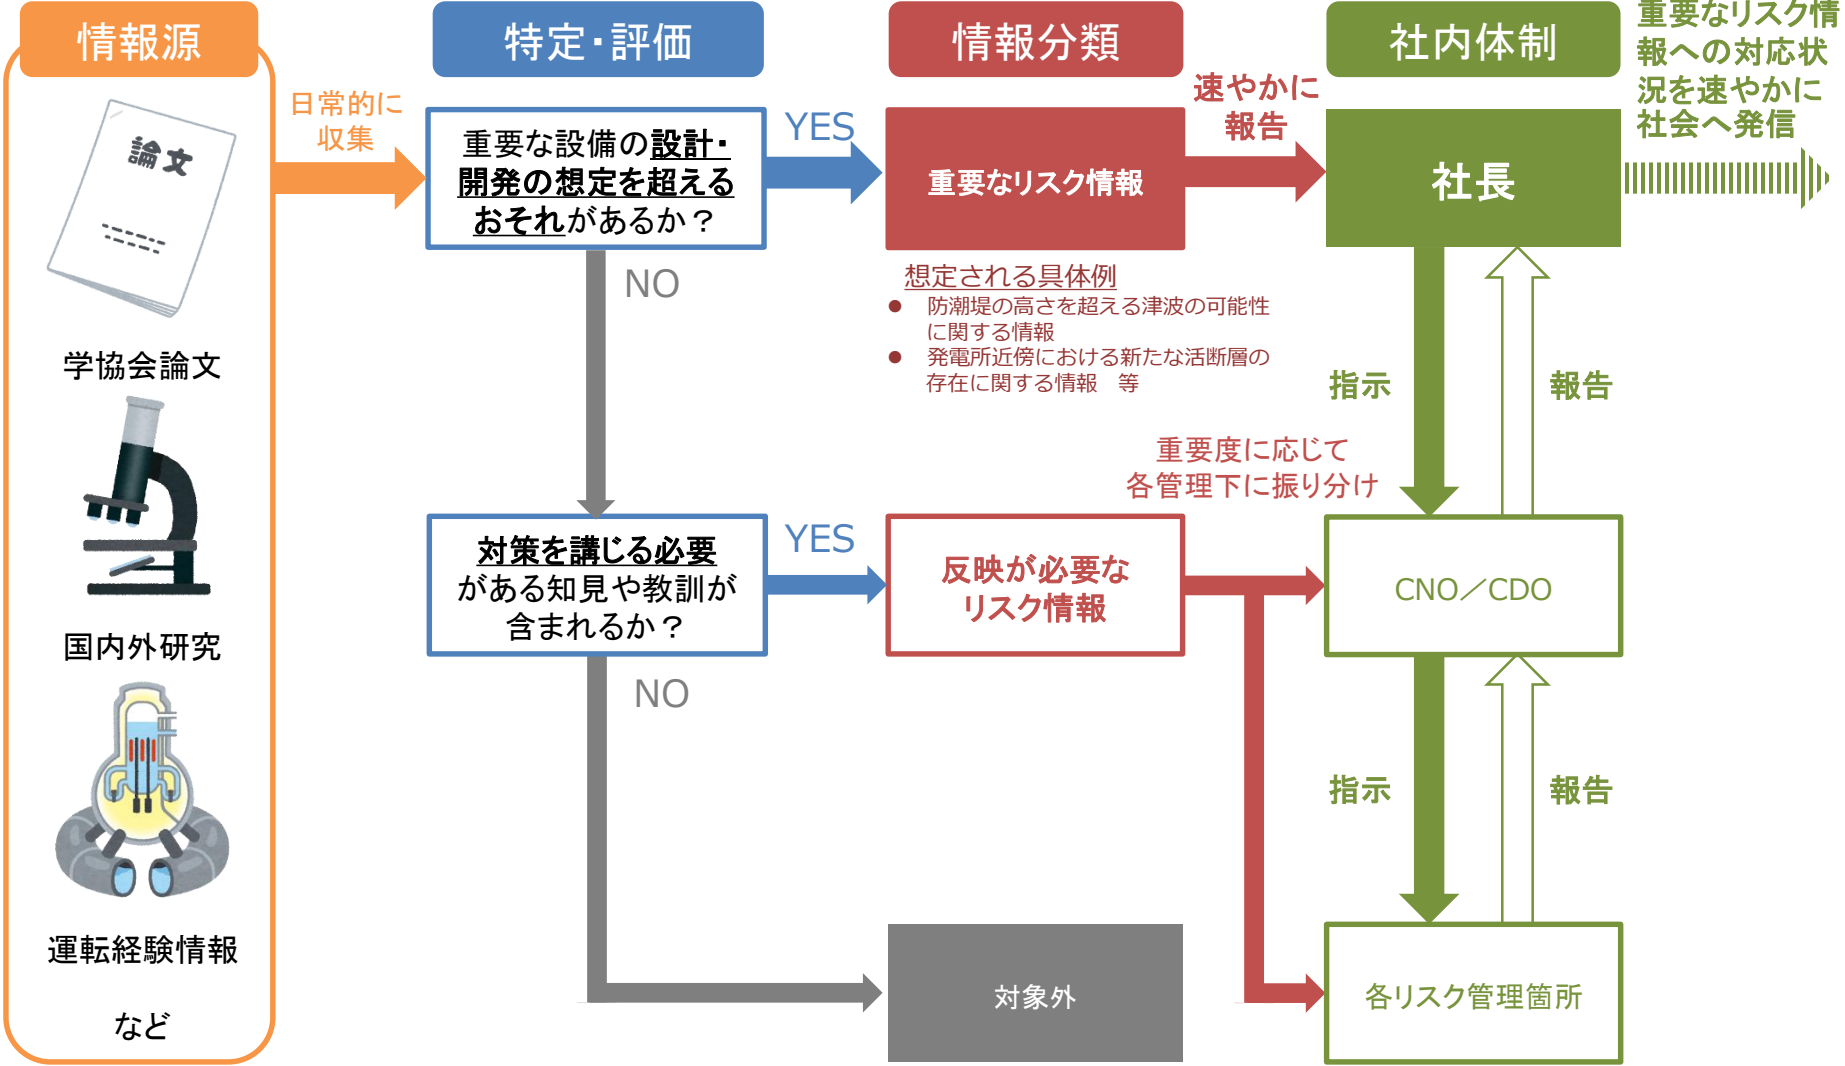 情報源
特定・評価
情報分類
社内体制
重要なリスク情
報への対応状
況を速やかに
社会へ発信
論文
学協会論文
国内外研究
運転経験情報
など
日常的に
収集
重要な設備の設計・
開発の想定を超える
おそれがあるか？
YES
NO
重要なリスク情報
速やかに
報告
社長
想定される具体例
● 防潮堤の高さを超える津波の可能性
に関する情報
● 発電所近傍における新たな活断層の
存在に関する情報　等
指示
報告
重要度に応じて
各管理下に振り分け
対策を講じる必要
がある知見や教訓が
含まれるか？
YES
NO
反映が必要な
リスク情報
CNO／CDO
指示
報告
対象外
各リスク管理箇所